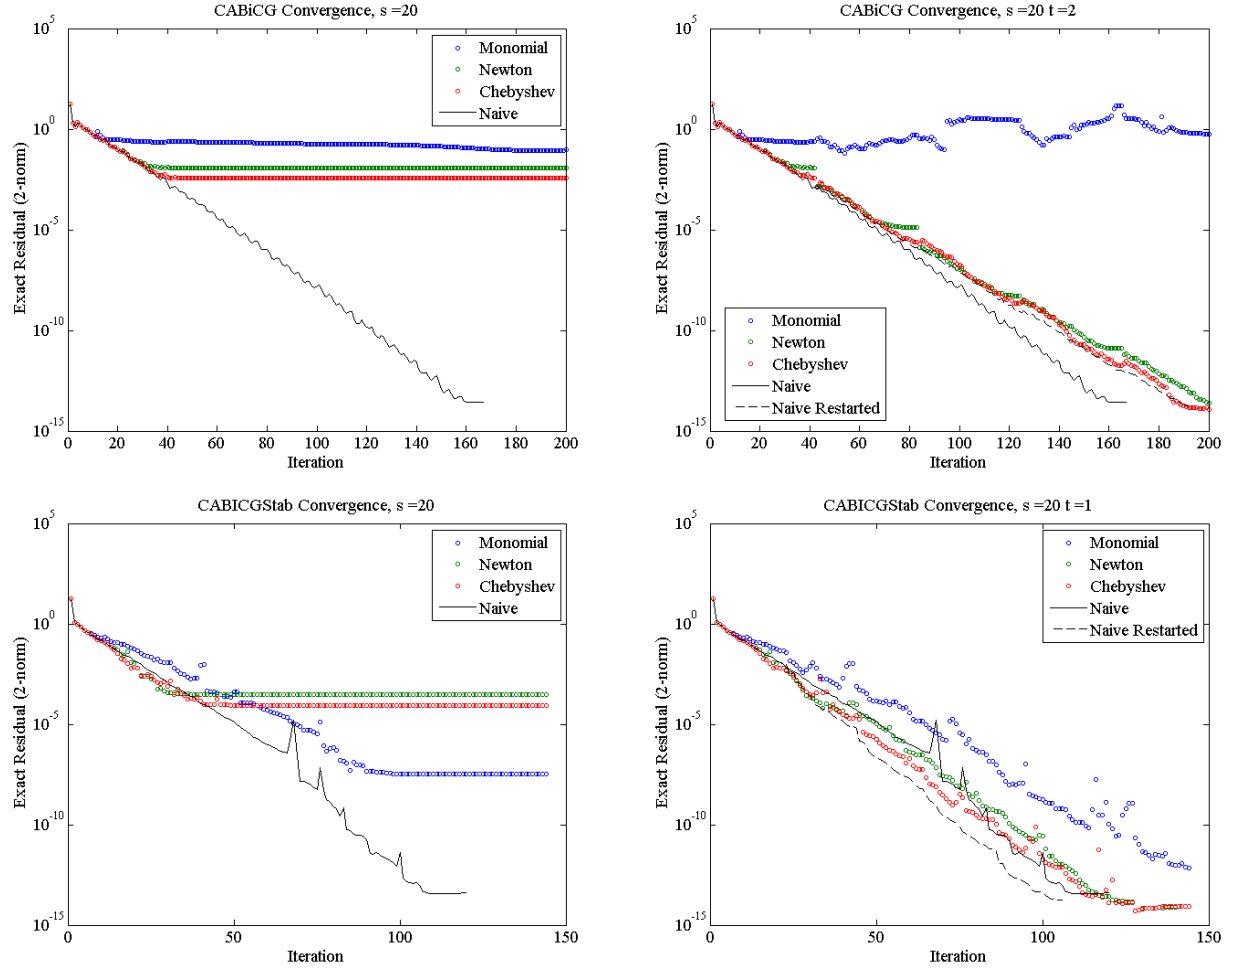 CABiCG Convergence, s =20
10^5
10^0
10^-5
10^-10
10^-15
Exact Residual (2-norm)
Monomial
Newton
Chebyshev
Naive
0 20 40 60 80 100 120 140 160 180 200
Iteration
CABiCG Convergence, s =20 t =2
10^5
10^0
10^-5
10^-10
10^-15
Exact Residual (2-norm)
Monomial
Newton
Chebyshev
Naive
Naive Restarted
0 20 40 60 80 100 120 140 160 180 200
Iteration
CABICGStab Convergence, s =20
10^5
10^0
10^-5
10^-10
10^-15
Exact Residual (2-norm)
Monomial
Newton
Chebyshev
Naive
0 50 100 150
Iteration
CABICGStab Convergence, s =20 t =1
10^5
10^0
10^-5
10^-10
10^-15
Exact Residual (2-norm)
Monomial
Newton
Chebyshev
Naive
Naive Restarted
0 50 100 150
Iteration